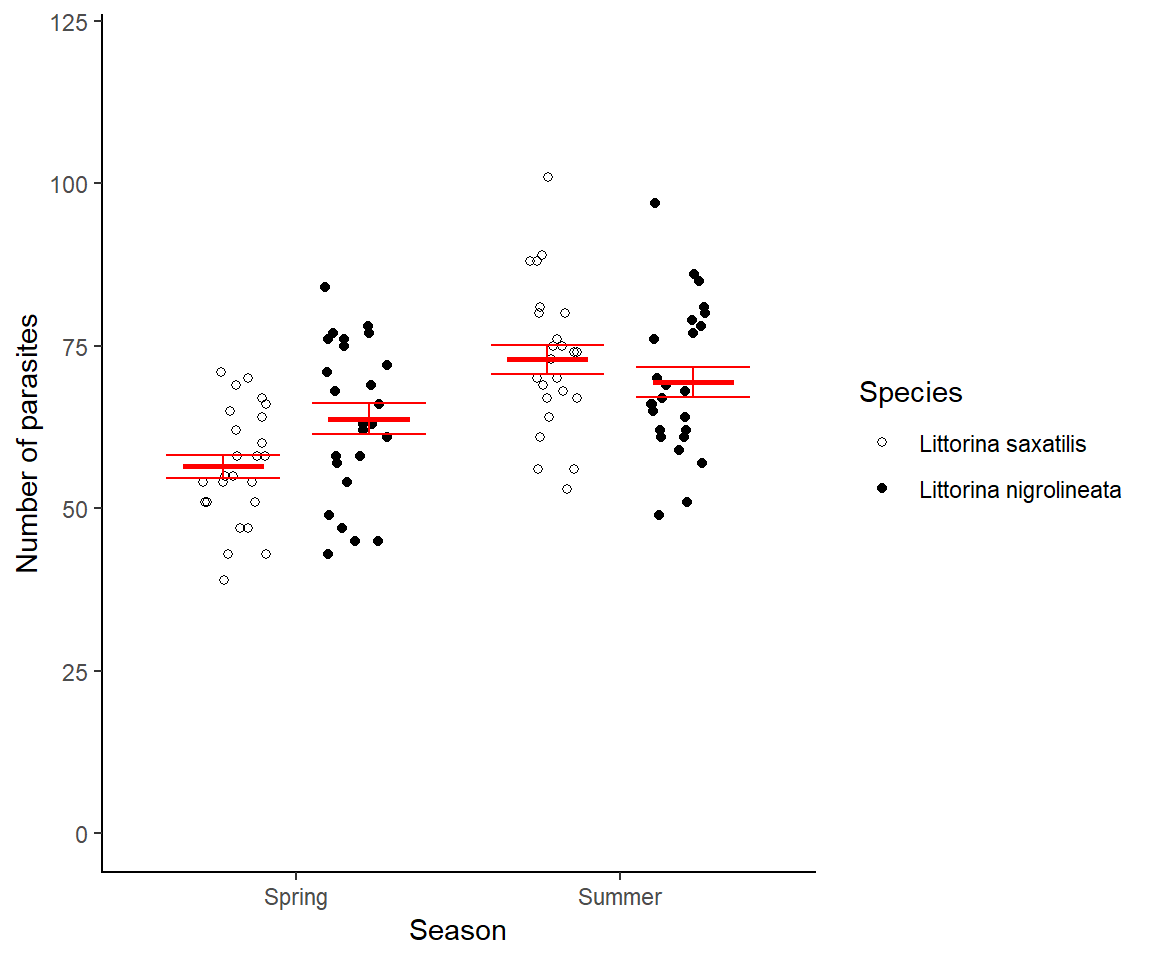 125
100
75
50
25
0
Number of parasites
Spring
Summer
Season
Species
Littorina saxatilis
Littorina nigrolineata